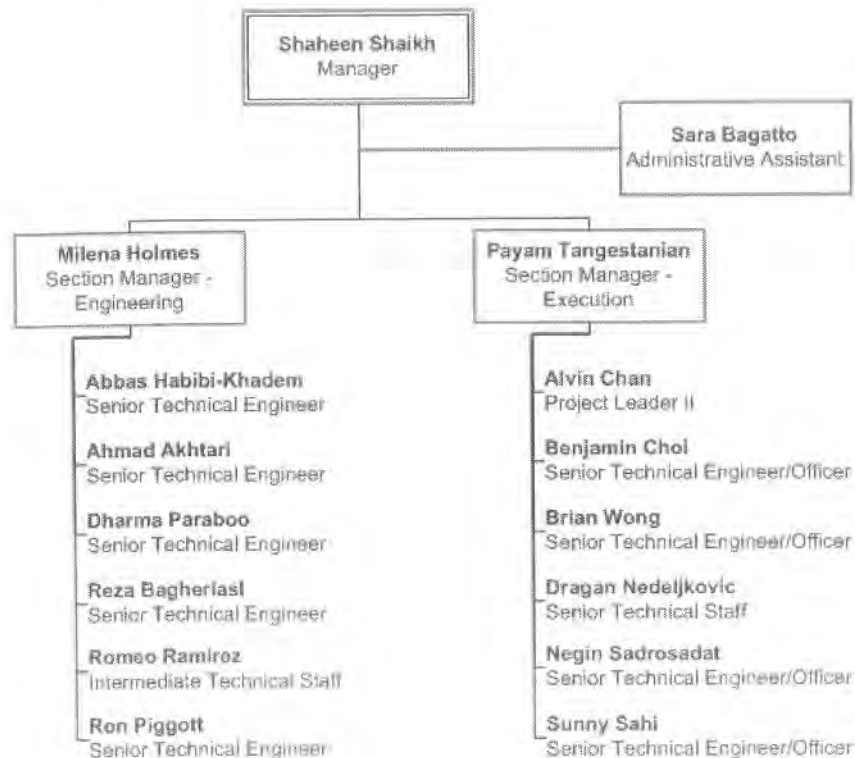 Shaheen Shaikh
Manager
Sara Bagatto
Administrative Assistant
Milena Holmes
Section Manager -
Engineering
Payam Tangestanian
Section Manager -
Execution
Abbas Habibi-Khadem
Senior Technical Engineer
Ahmad Akhtari
Senior Technical Engineer
Dharma Paraboo
Senior Technical Engineer
Reza Bagheriasl
Senior Technical Engineer
Romeo Ramiroz
Intermediate Technical Staff
Ron Piggott
Senior Technical Engineer
Alvin Chan
Project Leader II
Benjamin Choi
Senior Technical Engineer/Officer
Brian Wong
Senior Technical Engineer/Officer
Dragan Nedeljkovic
Senior Technical Staff
Negin Sadrosadat
Senior Technical Engineer/Officer
Sunny Sahi
Senior Technical Engineer/Officer